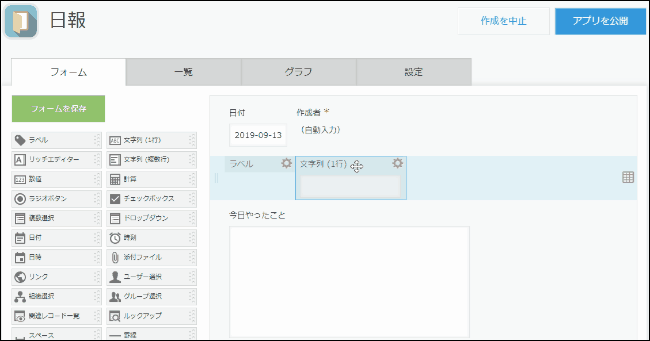 日報
作成を中止
アプリを公開
フォーム
一覧
グラフ
設定
フォームを保存
ラベル
文字列 (1行)
リッチエディター
文字列 (複数行)
数値
計算
ラジオボタン
チェックボックス
複数選択
ドロップダウン
日付
時刻
日時
添付ファイル
リンク
ユーザー選択
組織選択
グループ選択
関連レコード一覧
ルックアップ
スペース
罫線
日付
作成者 *
2019-09-13
(自動入力)
ラベル
文字列 (1行)
今日やったこと